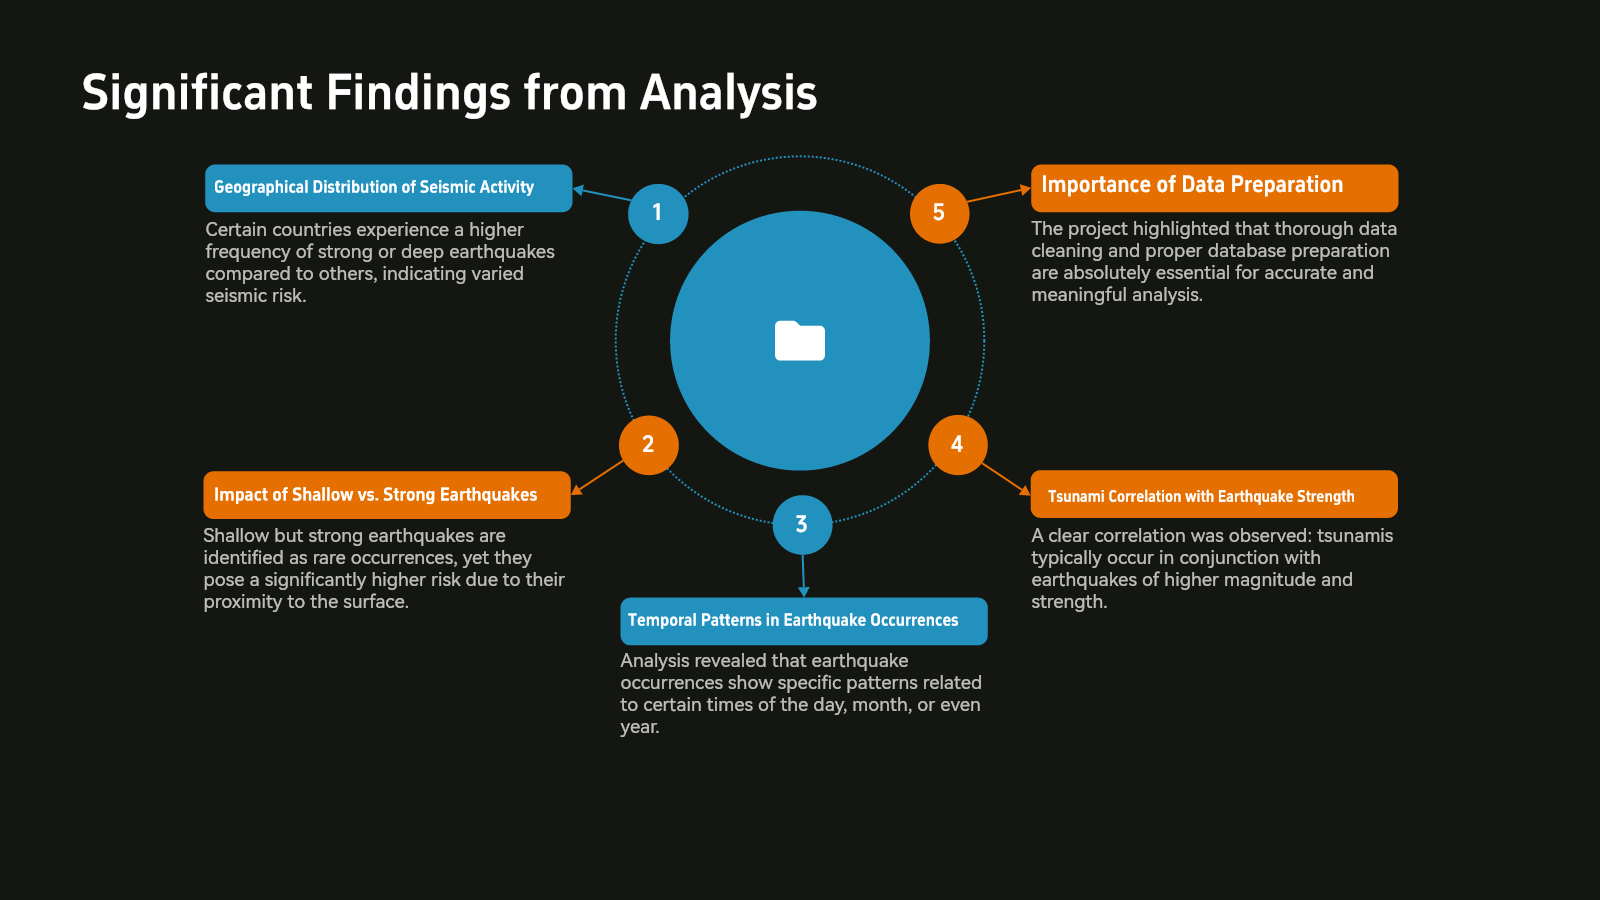 Significant Findings from Analysis
1
Geographical Distribution of Seismic Activity
Certain countries experience a higher
frequency of strong or deep earthquakes
compared to others, indicating varied
seismic risk.
2
Impact of Shallow vs. Strong Earthquakes
Shallow but strong earthquakes are
identified as rare occurrences, yet they
pose a significantly higher risk due to their
proximity to the surface.
3
Temporal Patterns in Earthquake Occurrences
Analysis revealed that earthquake
occurrences show specific patterns related
to certain times of the day, month, or even
year.
4
Tsunami Correlation with Earthquake Strength
A clear correlation was observed: tsunamis
typically occur in conjunction with
earthquakes of higher magnitude and
strength.
5
Importance of Data Preparation
The project highlighted that thorough data
cleaning and proper database preparation
are absolutely essential for accurate and
meaningful analysis.